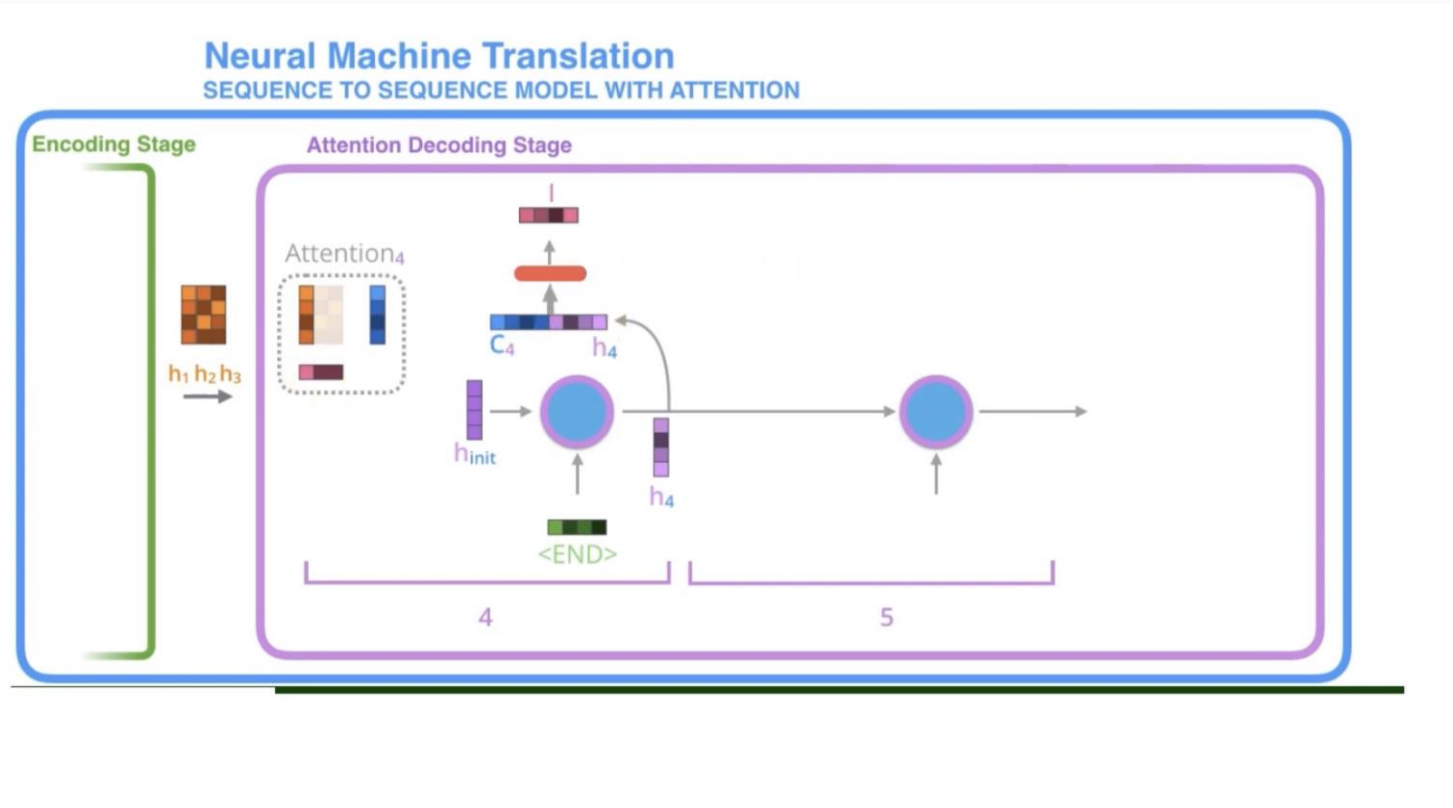 Neural Machine Translation
SEQUENCE TO SEQUENCE MODEL WITH ATTENTION
Encoding Stage
Attention Decoding Stage
I
Attention₄
C₄ h₄
h₁ h₂ h₃
hinit
h₄
<END>
4 5